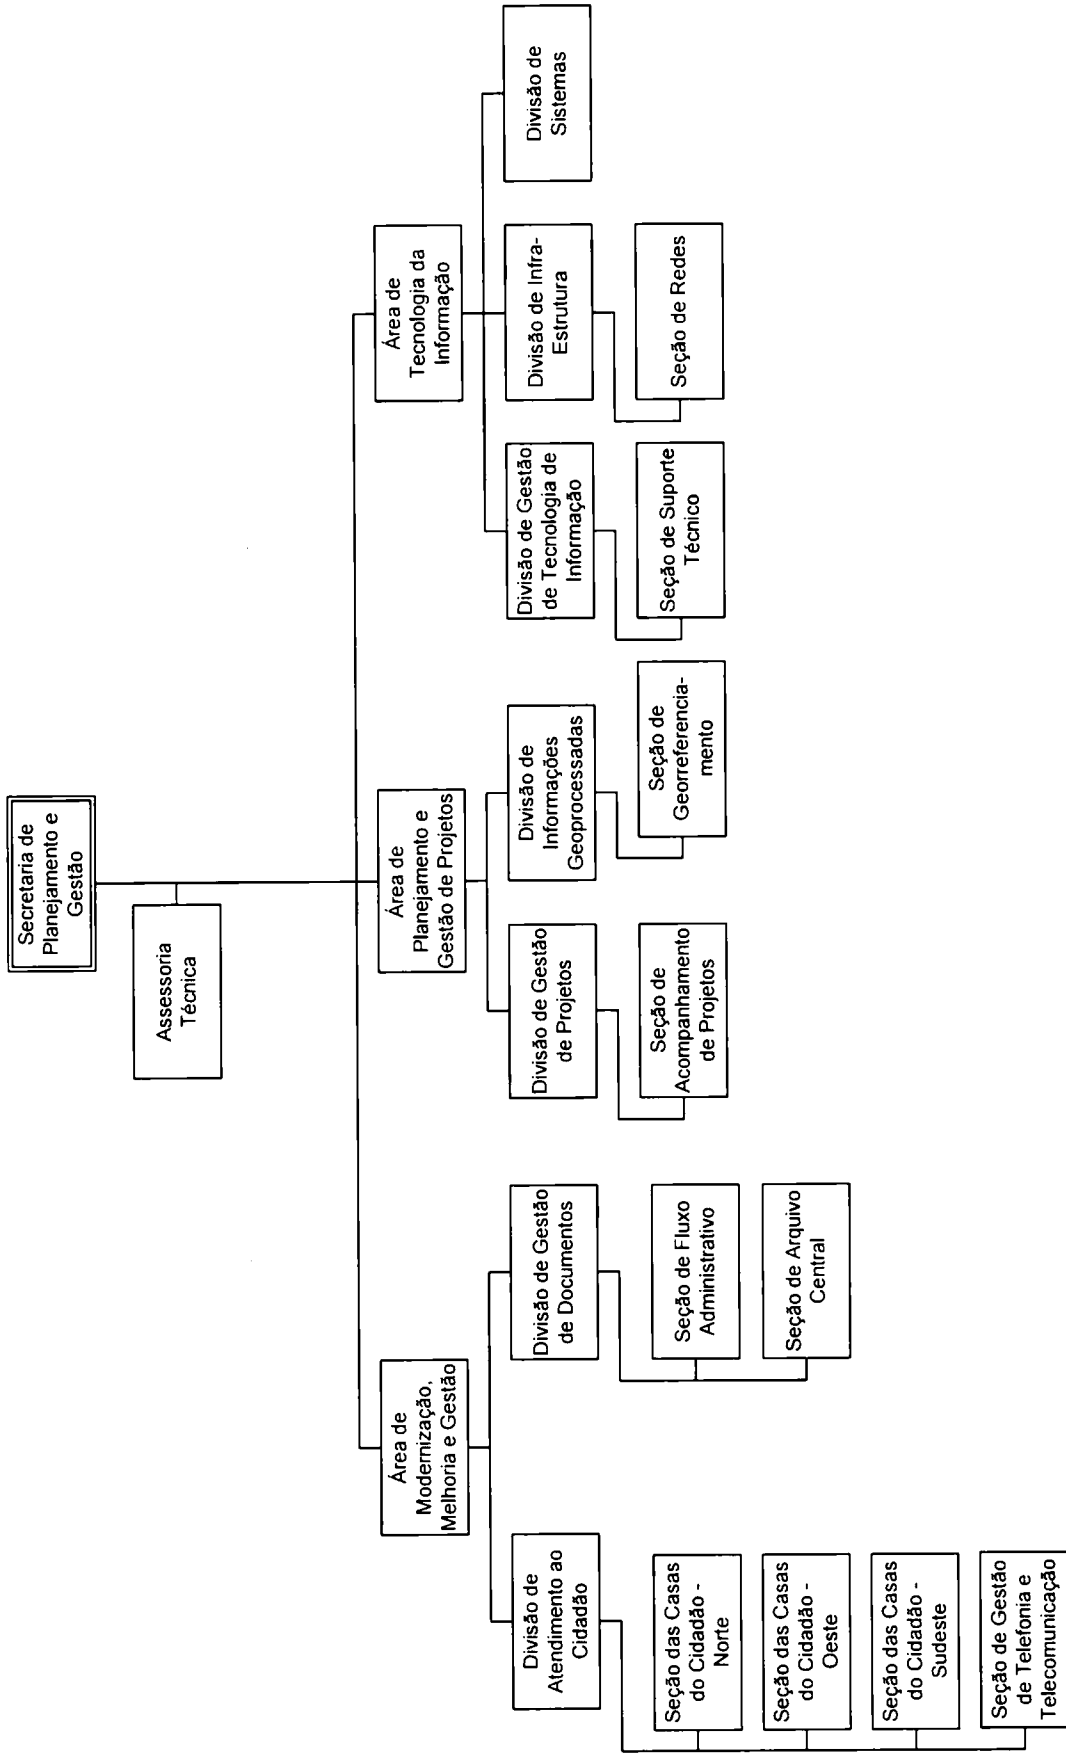 Secretaria de
Planejamento e
Gestão
Assessoria
Técnica
Área de
Modernização,
Melhoria e Gestão
Área de
Planejamento e
Gestão de Projetos
Área de
Tecnologia da
Informação
Divisão de
Atendimento ao
Cidadão
Divisão de Gestão
de Documentos
Divisão de Gestão
de Projetos
Divisão de
Informações
Geoprocessadas
Divisão de Gestão
de Tecnologia de
Informação
Divisão de Infra-
Estrutura
Divisão de
Sistemas
Seção das Casas
do Cidadão -
Norte
Seção das Casas
do Cidadão -
Oeste
Seção das Casas
do Cidadão -
Sudeste
Seção de Gestão
de Telefonia e
Telecomunicação
Seção de Fluxo
Administrativo
Seção de Arquivo
Central
Seção de
Acompanhamento
de Projetos
Seção de
Georreferencia-
mento
Seção de Suporte
Técnico
Seção de Redes